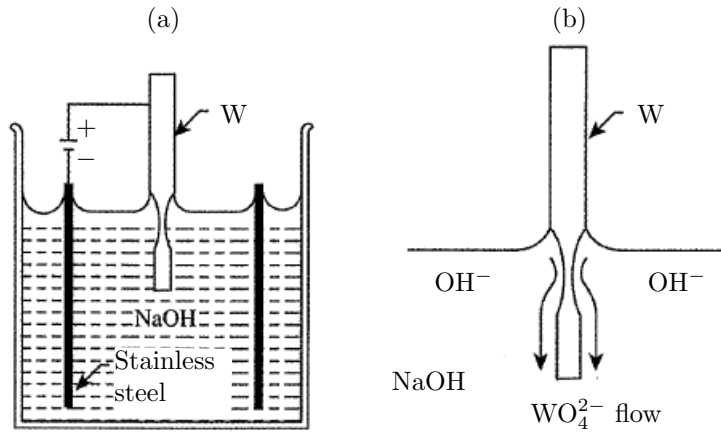 (a)
(b)
W
+
−
NaOH
Stainless
steel
W
OH⁻
OH⁻
NaOH
WO₄²⁻ flow